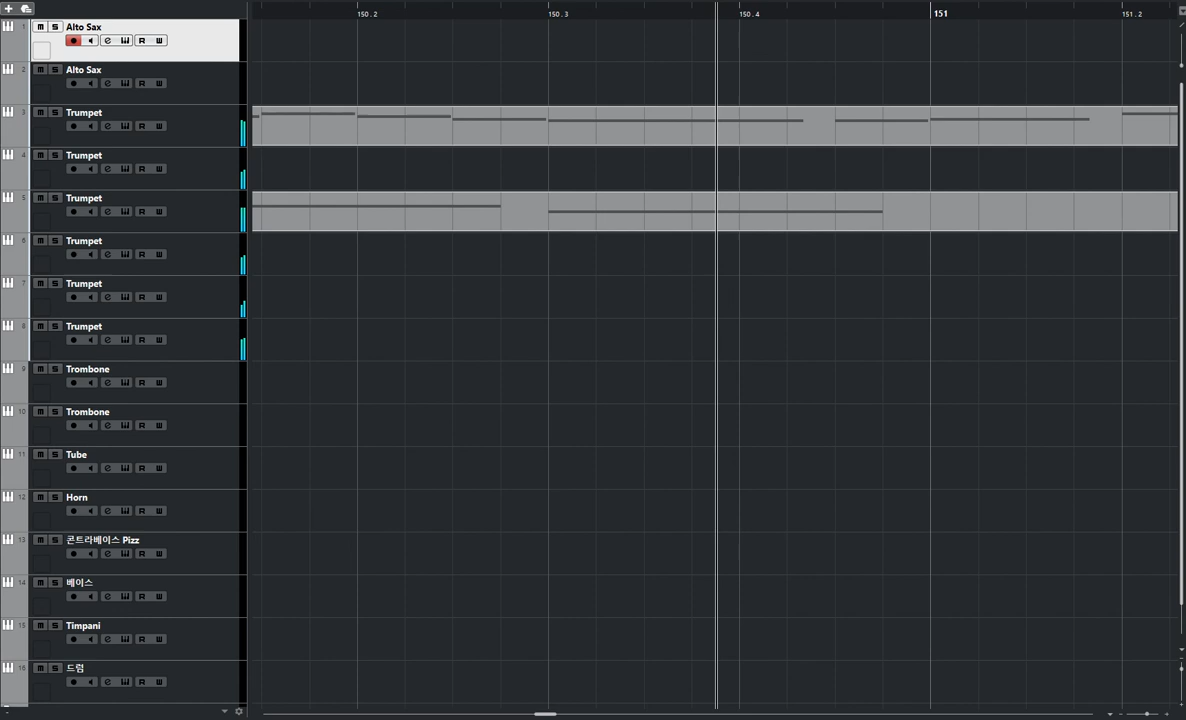 150.2 150.3 150.4 151 151.2
1 M S Alto Sax
e R W
2 M S Alto Sax
e R W
3 M S Trumpet
e R W
4 M S Trumpet
e R W
5 M S Trumpet
e R W
6 M S Trumpet
e R W
7 M S Trumpet
e R W
8 M S Trumpet
e R W
9 M S Trombone
e R W
10 M S Trombone
e R W
11 M S Tube
e R W
12 M S Horn
e R W
13 M S 콘트라베이스 Pizz
e R W
14 M S 베이스
e R W
15 M S Timpani
e R W
16 M S 드럼
e R W